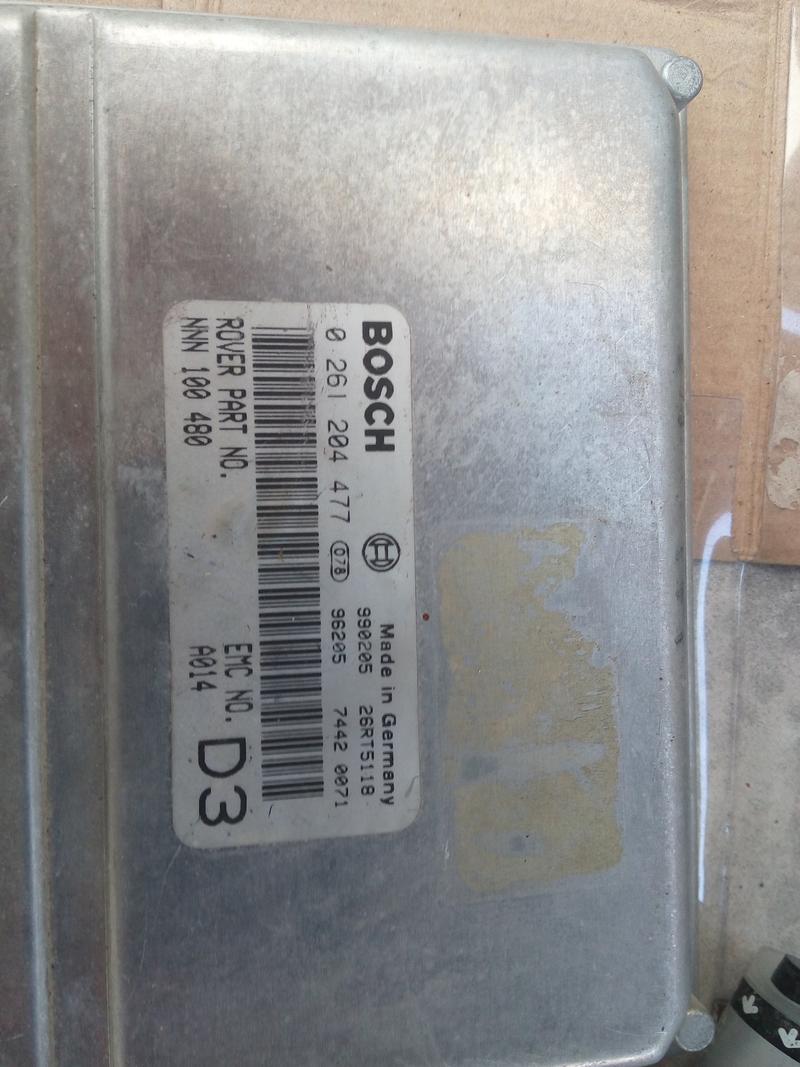 BOSCH
Made in Germany
0 261 204 477 078
990205 26RT5118
96205 7442 0071
ROVER PART NO.
NNN 100 480
EMC NO.
A014
D3